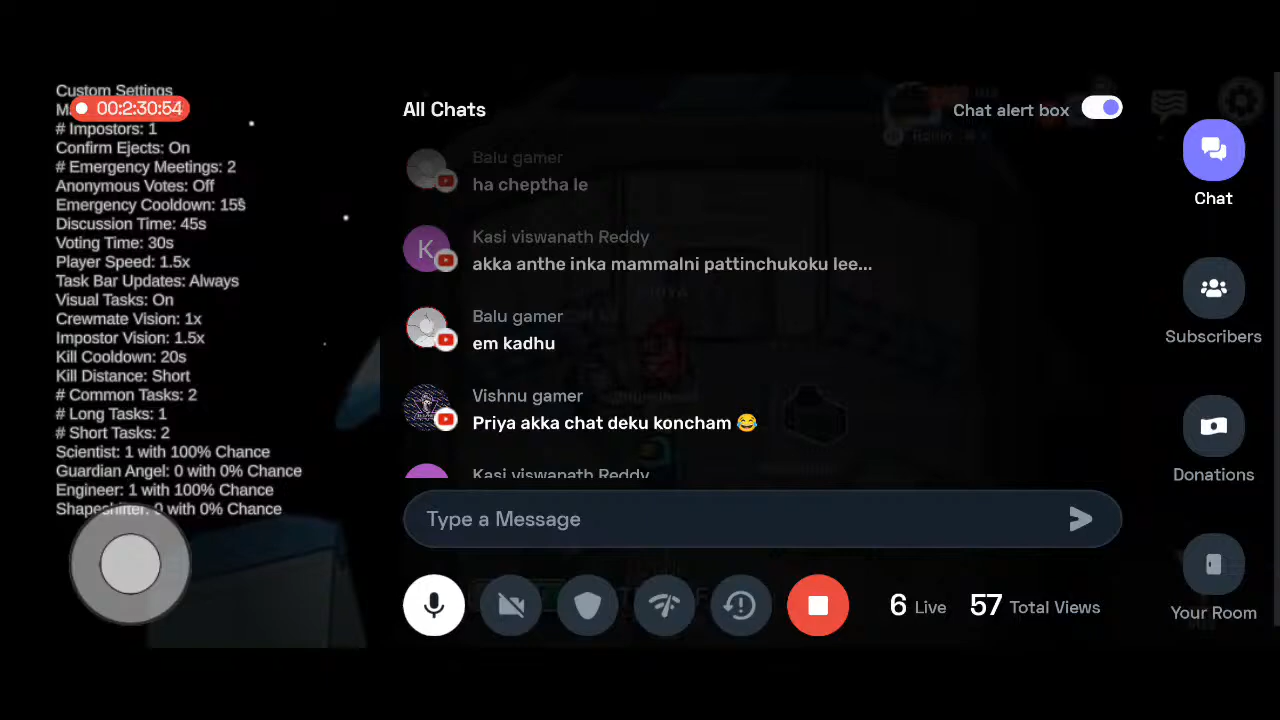 Custom Settings
00:2:30:54
# Impostors: 1
Confirm Ejects: On
# Emergency Meetings: 2
Anonymous Votes: Off
Emergency Cooldown: 15s
Discussion Time: 45s
Voting Time: 30s
Player Speed: 1.5x
Task Bar Updates: Always
Visual Tasks: On
Crewmate Vision: 1x
Impostor Vision: 1.5x
Kill Cooldown: 20s
Kill Distance: Short
# Common Tasks: 2
# Long Tasks: 1
# Short Tasks: 2
Scientist: 1 with 100% Chance
Guardian Angel: 0 with 0% Chance
Engineer: 1 with 100% Chance
Shapeshifter: 0 with 0% Chance
All Chats
Chat alert box
Balu gamer
ha cheptha le
K
Kasi viswanath Reddy
akka anthe inka mammalni pattinchukoku lee...
Balu gamer
em kadhu
Vishnu gamer
Priya akka chat deku koncham 😂
Kasi viswanath Reddy
Type a Message
6 Live
57 Total Views
Chat
Subscribers
Donations
Your Room